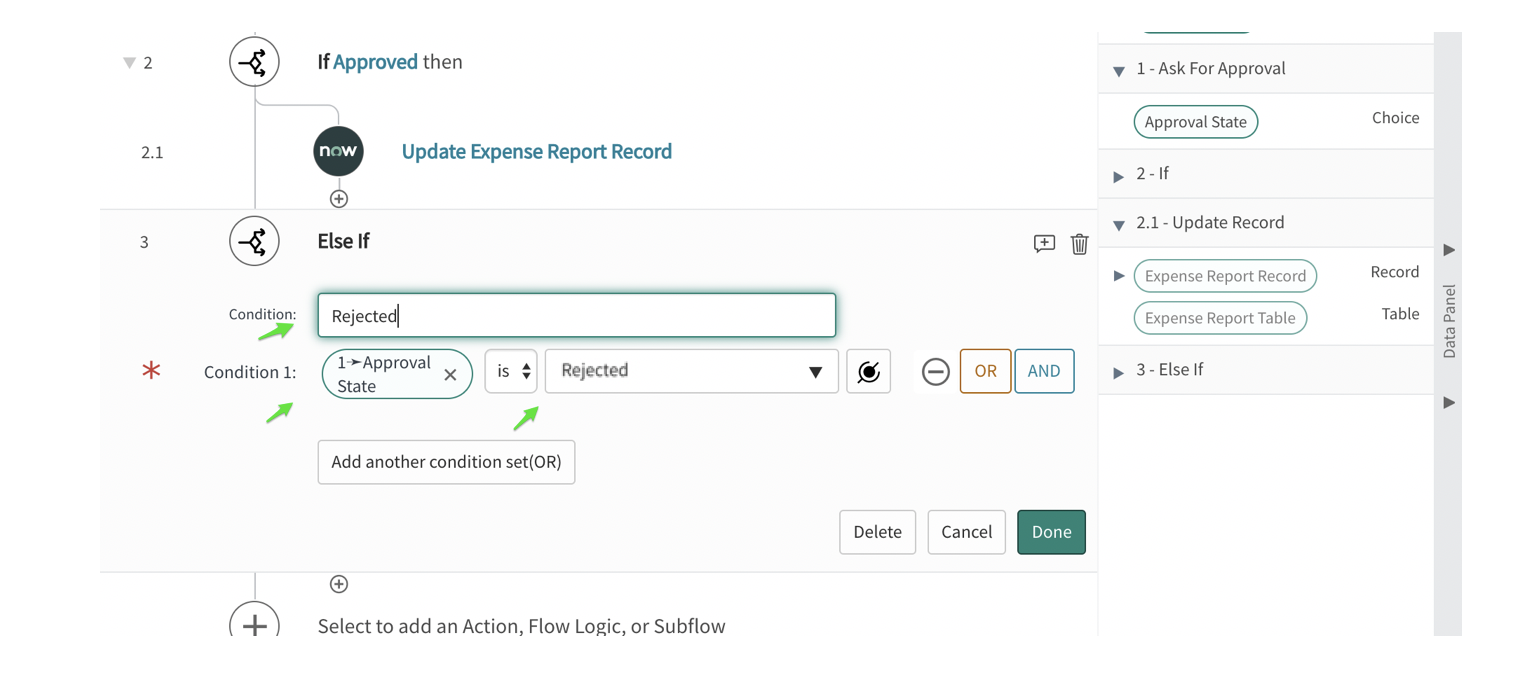 2
If Approved then
2.1
now
Update Expense Report Record
3
Else If
Condition:
Rejected
* Condition 1:
1➛Approval
State
is
Rejected
OR
AND
Add another condition set(OR)
Delete
Cancel
Done
Select to add an Action, Flow Logic, or Subflow
1 - Ask For Approval
Approval State
Choice
2 - If
2.1 - Update Record
Expense Report Record
Record
Expense Report Table
Table
3 - Else If
Data Panel